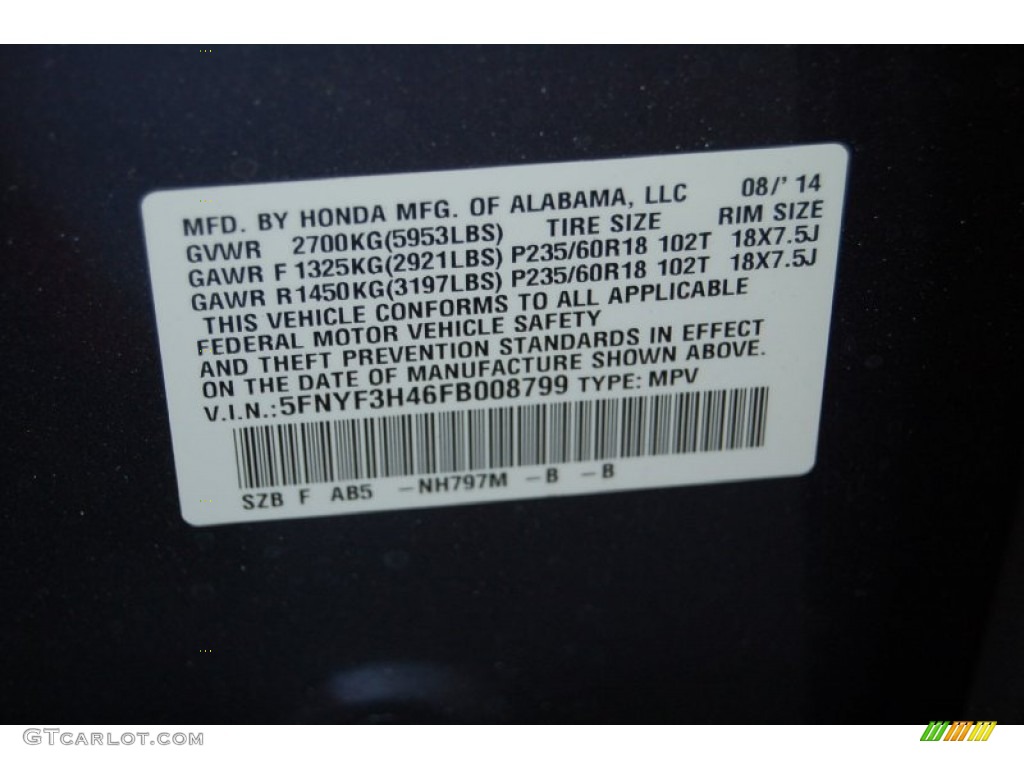 MFD. BY HONDA MFG. OF ALABAMA, LLC 08/' 14
GVWR 2700KG(5953LBS) TIRE SIZE RIM SIZE
GAWR F 1325KG(2921LBS) P235/60R18 102T 18X7.5J
GAWR R1450KG(3197LBS) P235/60R18 102T 18X7.5J
THIS VEHICLE CONFORMS TO ALL APPLICABLE
FEDERAL MOTOR VEHICLE SAFETY
AND THEFT PREVENTION STANDARDS IN EFFECT
ON THE DATE OF MANUFACTURE SHOWN ABOVE.
V.I.N.:5FNYF3H46FB008799 TYPE: MPV
SZB F AB5 -NH797M -B -B
GTCARLOT.COM